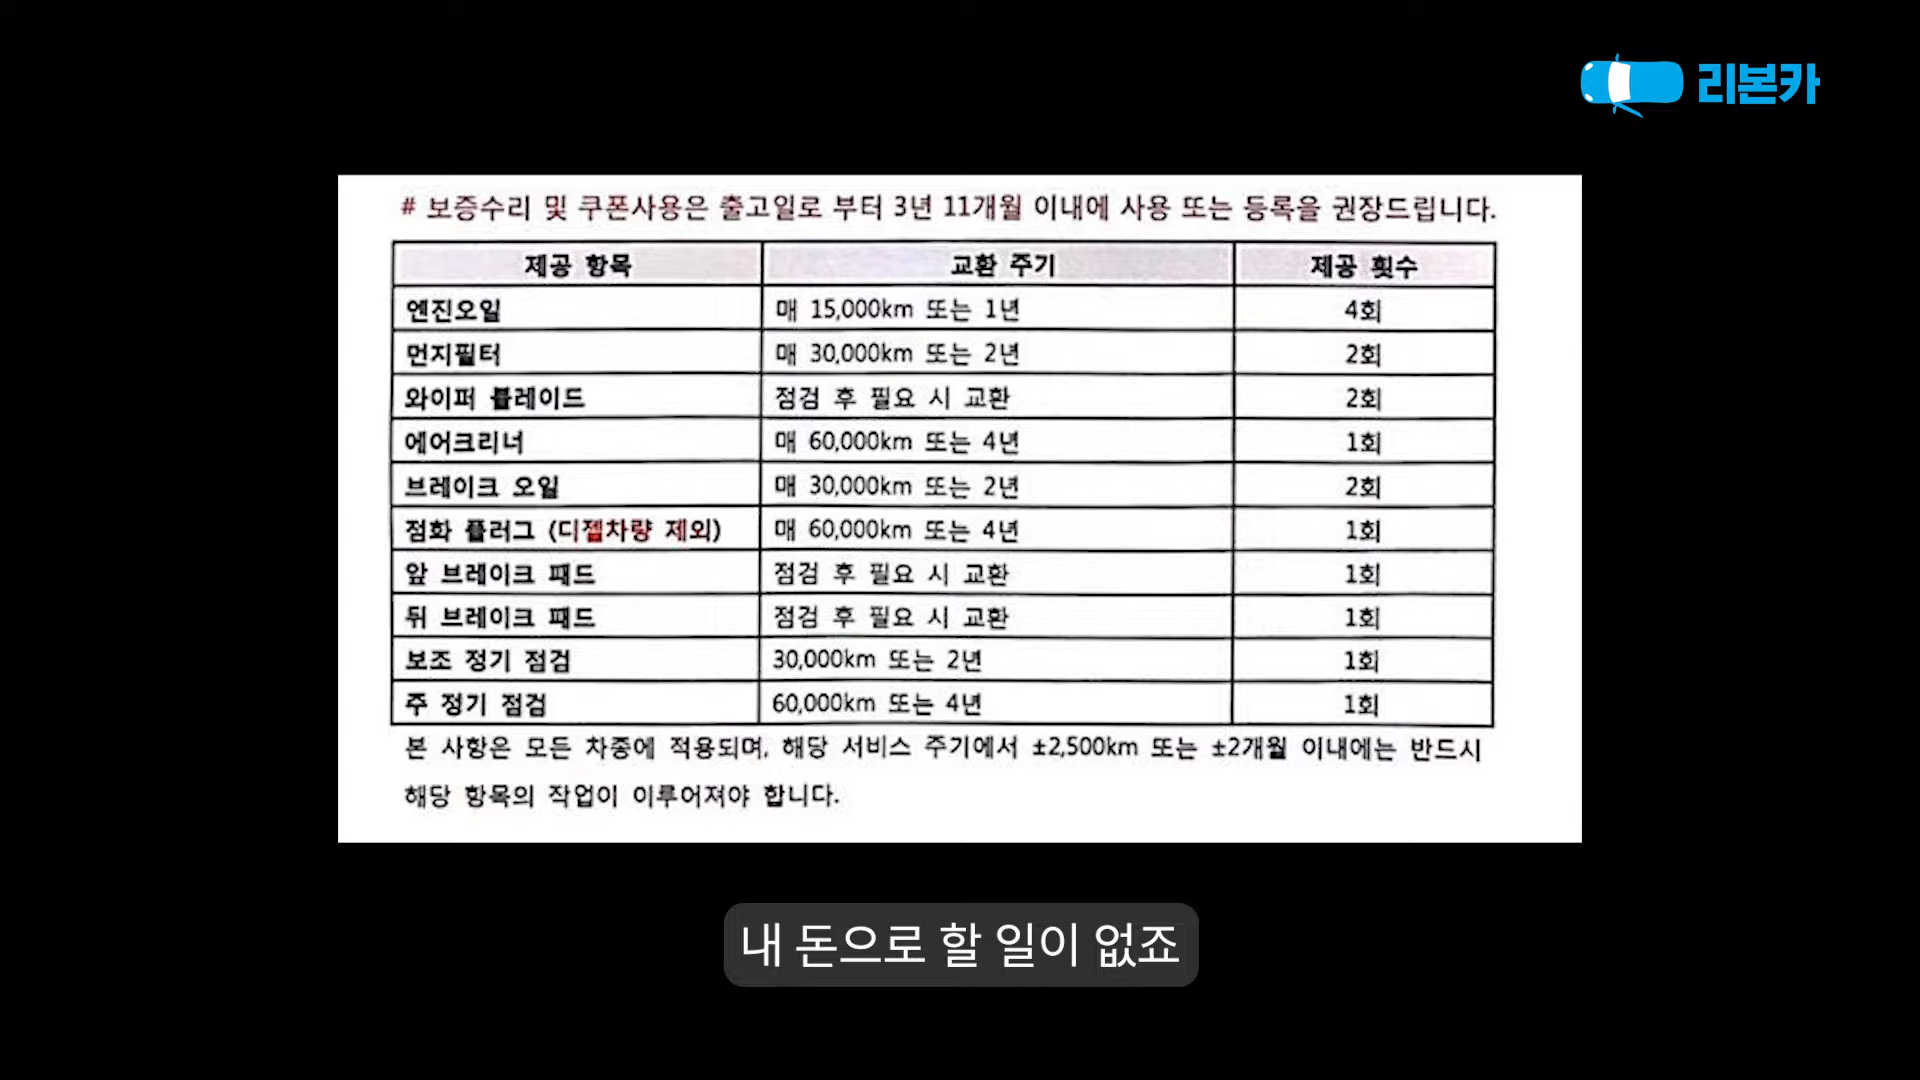 리본카
# 보증수리 및 쿠폰사용은 출고일로 부터 3년 11개월 이내에 사용 또는 등록을 권장드립니다.
제공 항목 교환 주기 제공 횟수
엔진오일 매 15,000km 또는 1년 4회
먼지필터 매 30,000km 또는 2년 2회
와이퍼 블레이드 점검 후 필요 시 교환 2회
에어크리너 매 60,000km 또는 4년 1회
브레이크 오일 매 30,000km 또는 2년 2회
점화 플러그 (디젤차량 제외) 매 60,000km 또는 4년 1회
앞 브레이크 패드 점검 후 필요 시 교환 1회
뒤 브레이크 패드 점검 후 필요 시 교환 1회
보조 정기 점검 30,000km 또는 2년 1회
주 정기 점검 60,000km 또는 4년 1회
본 사항은 모든 차종에 적용되며, 해당 서비스 주기에서 ±2,500km 또는 ±2개월 이내에는 반드시
해당 항목의 작업이 이루어져야 합니다.
내 돈으로 할 일이 없죠